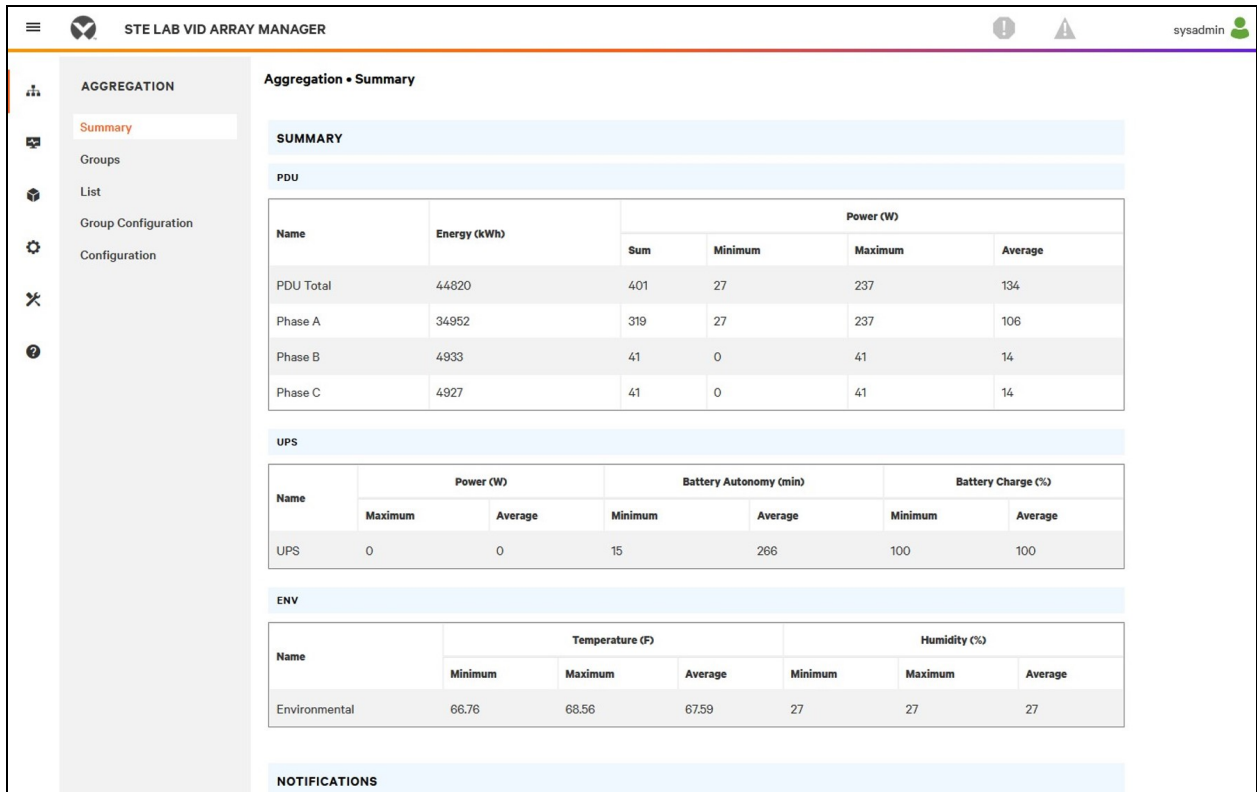 STE LAB VID ARRAY MANAGER
sysadmin
AGGREGATION
Summary
Groups
List
Group Configuration
Configuration
Aggregation • Summary
SUMMARY
PDU
Name Energy (kWh) Power (W)
Sum Minimum Maximum Average
PDU Total 44820 401 27 237 134
Phase A 34952 319 27 237 106
Phase B 4933 41 0 41 14
Phase C 4927 41 0 41 14
UPS
Name Power (W) Battery Autonomy (min) Battery Charge (%)
Maximum Average Minimum Average Minimum Average
UPS 0 0 15 266 100 100
ENV
Name Temperature (F) Humidity (%)
Minimum Maximum Average Minimum Maximum Average
Environmental 66.76 68.56 67.59 27 27 27
NOTIFICATIONS